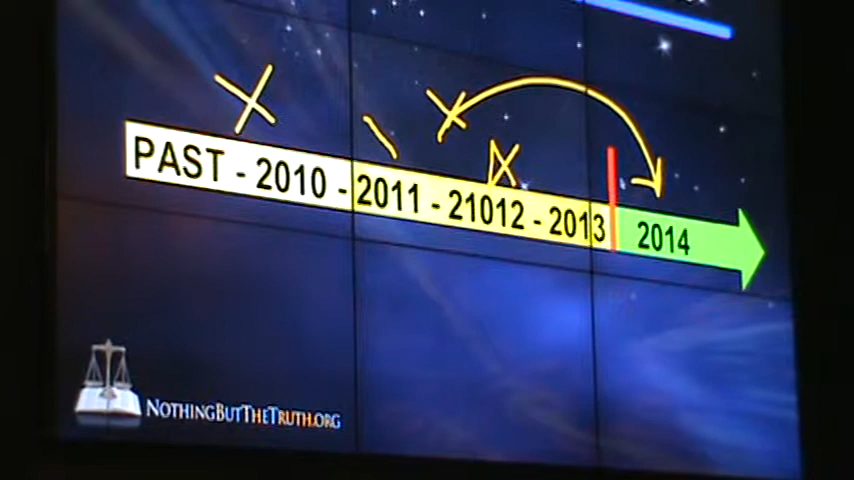 PAST - 2010 - 2011 - 21012 - 2013 2014
NOTHINGBUTTHETRUTH.ORG